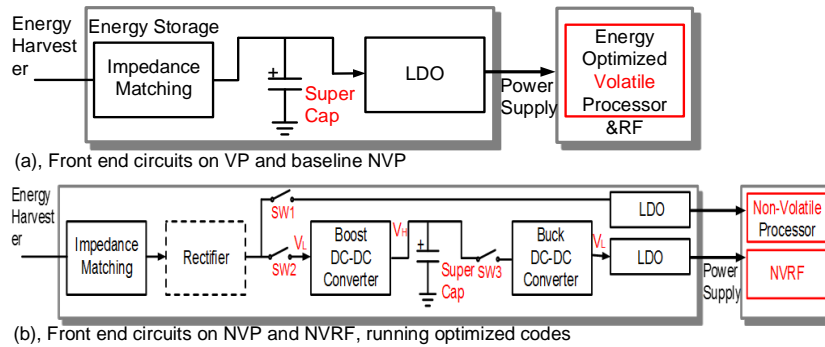 Energy
Harvest
er
Energy Storage
Impedance
Matching
+
Super
Cap
LDO
Power
Supply
Energy
Optimized
Volatile
Processor
&RF
(a), Front end circuits on VP and baseline NVP
Energy
Harvest
er
Impedance
Matching
Rectifier
SW1
SW2
VL
Boost
DC-DC
Converter
VH
+
Super
Cap
SW3
Buck
DC-DC
Converter
VL
LDO
LDO
Power
Supply
Non-Volatile
Processor
NVRF
(b), Front end circuits on NVP and NVRF, running optimized codes